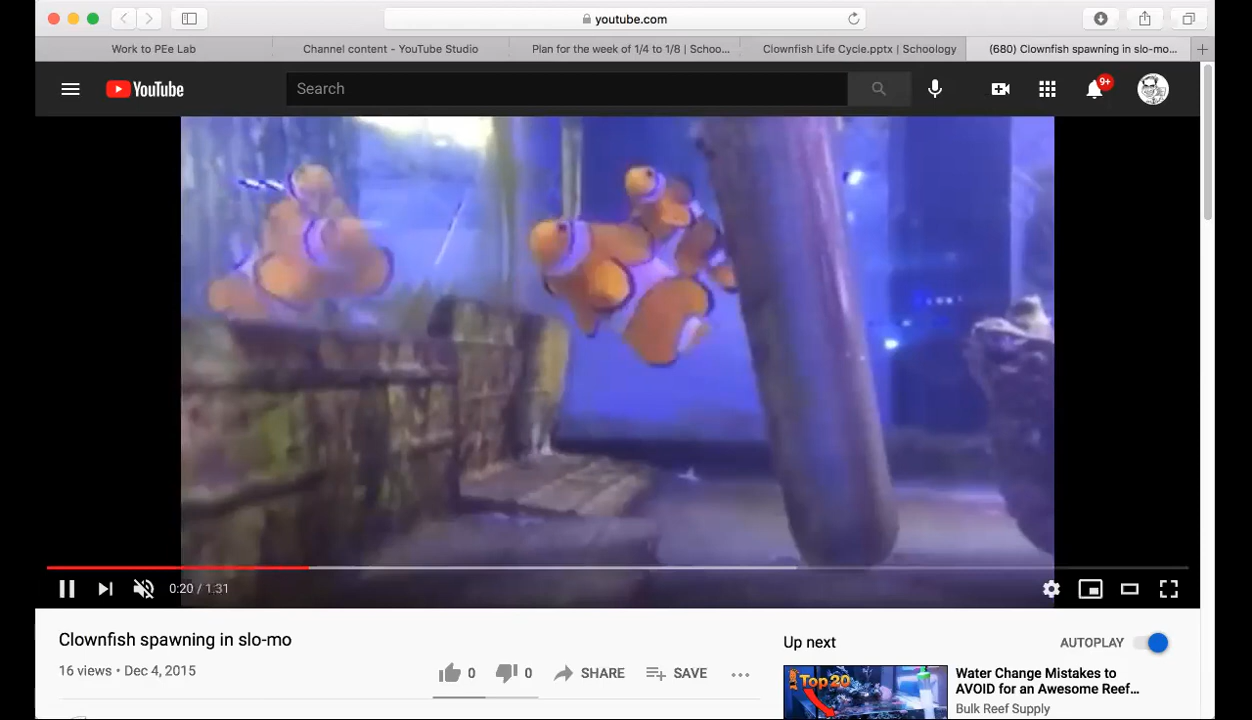 youtube.com
Work to PEe Lab
Channel content - YouTube Studio
Plan for the week of 1/4 to 1/8 | Schoo...
Clownfish Life Cycle.pptx | Schoology
(680) Clownfish spawning in slo-mo...
YouTube
Search
9+
0:20 / 1:31
Clownfish spawning in slo-mo
16 views • Dec 4, 2015
0
0
SHARE
SAVE
Up next
AUTOPLAY
Top 20
Water Change Mistakes to
AVOID for an Awesome Reef...
Bulk Reef Supply